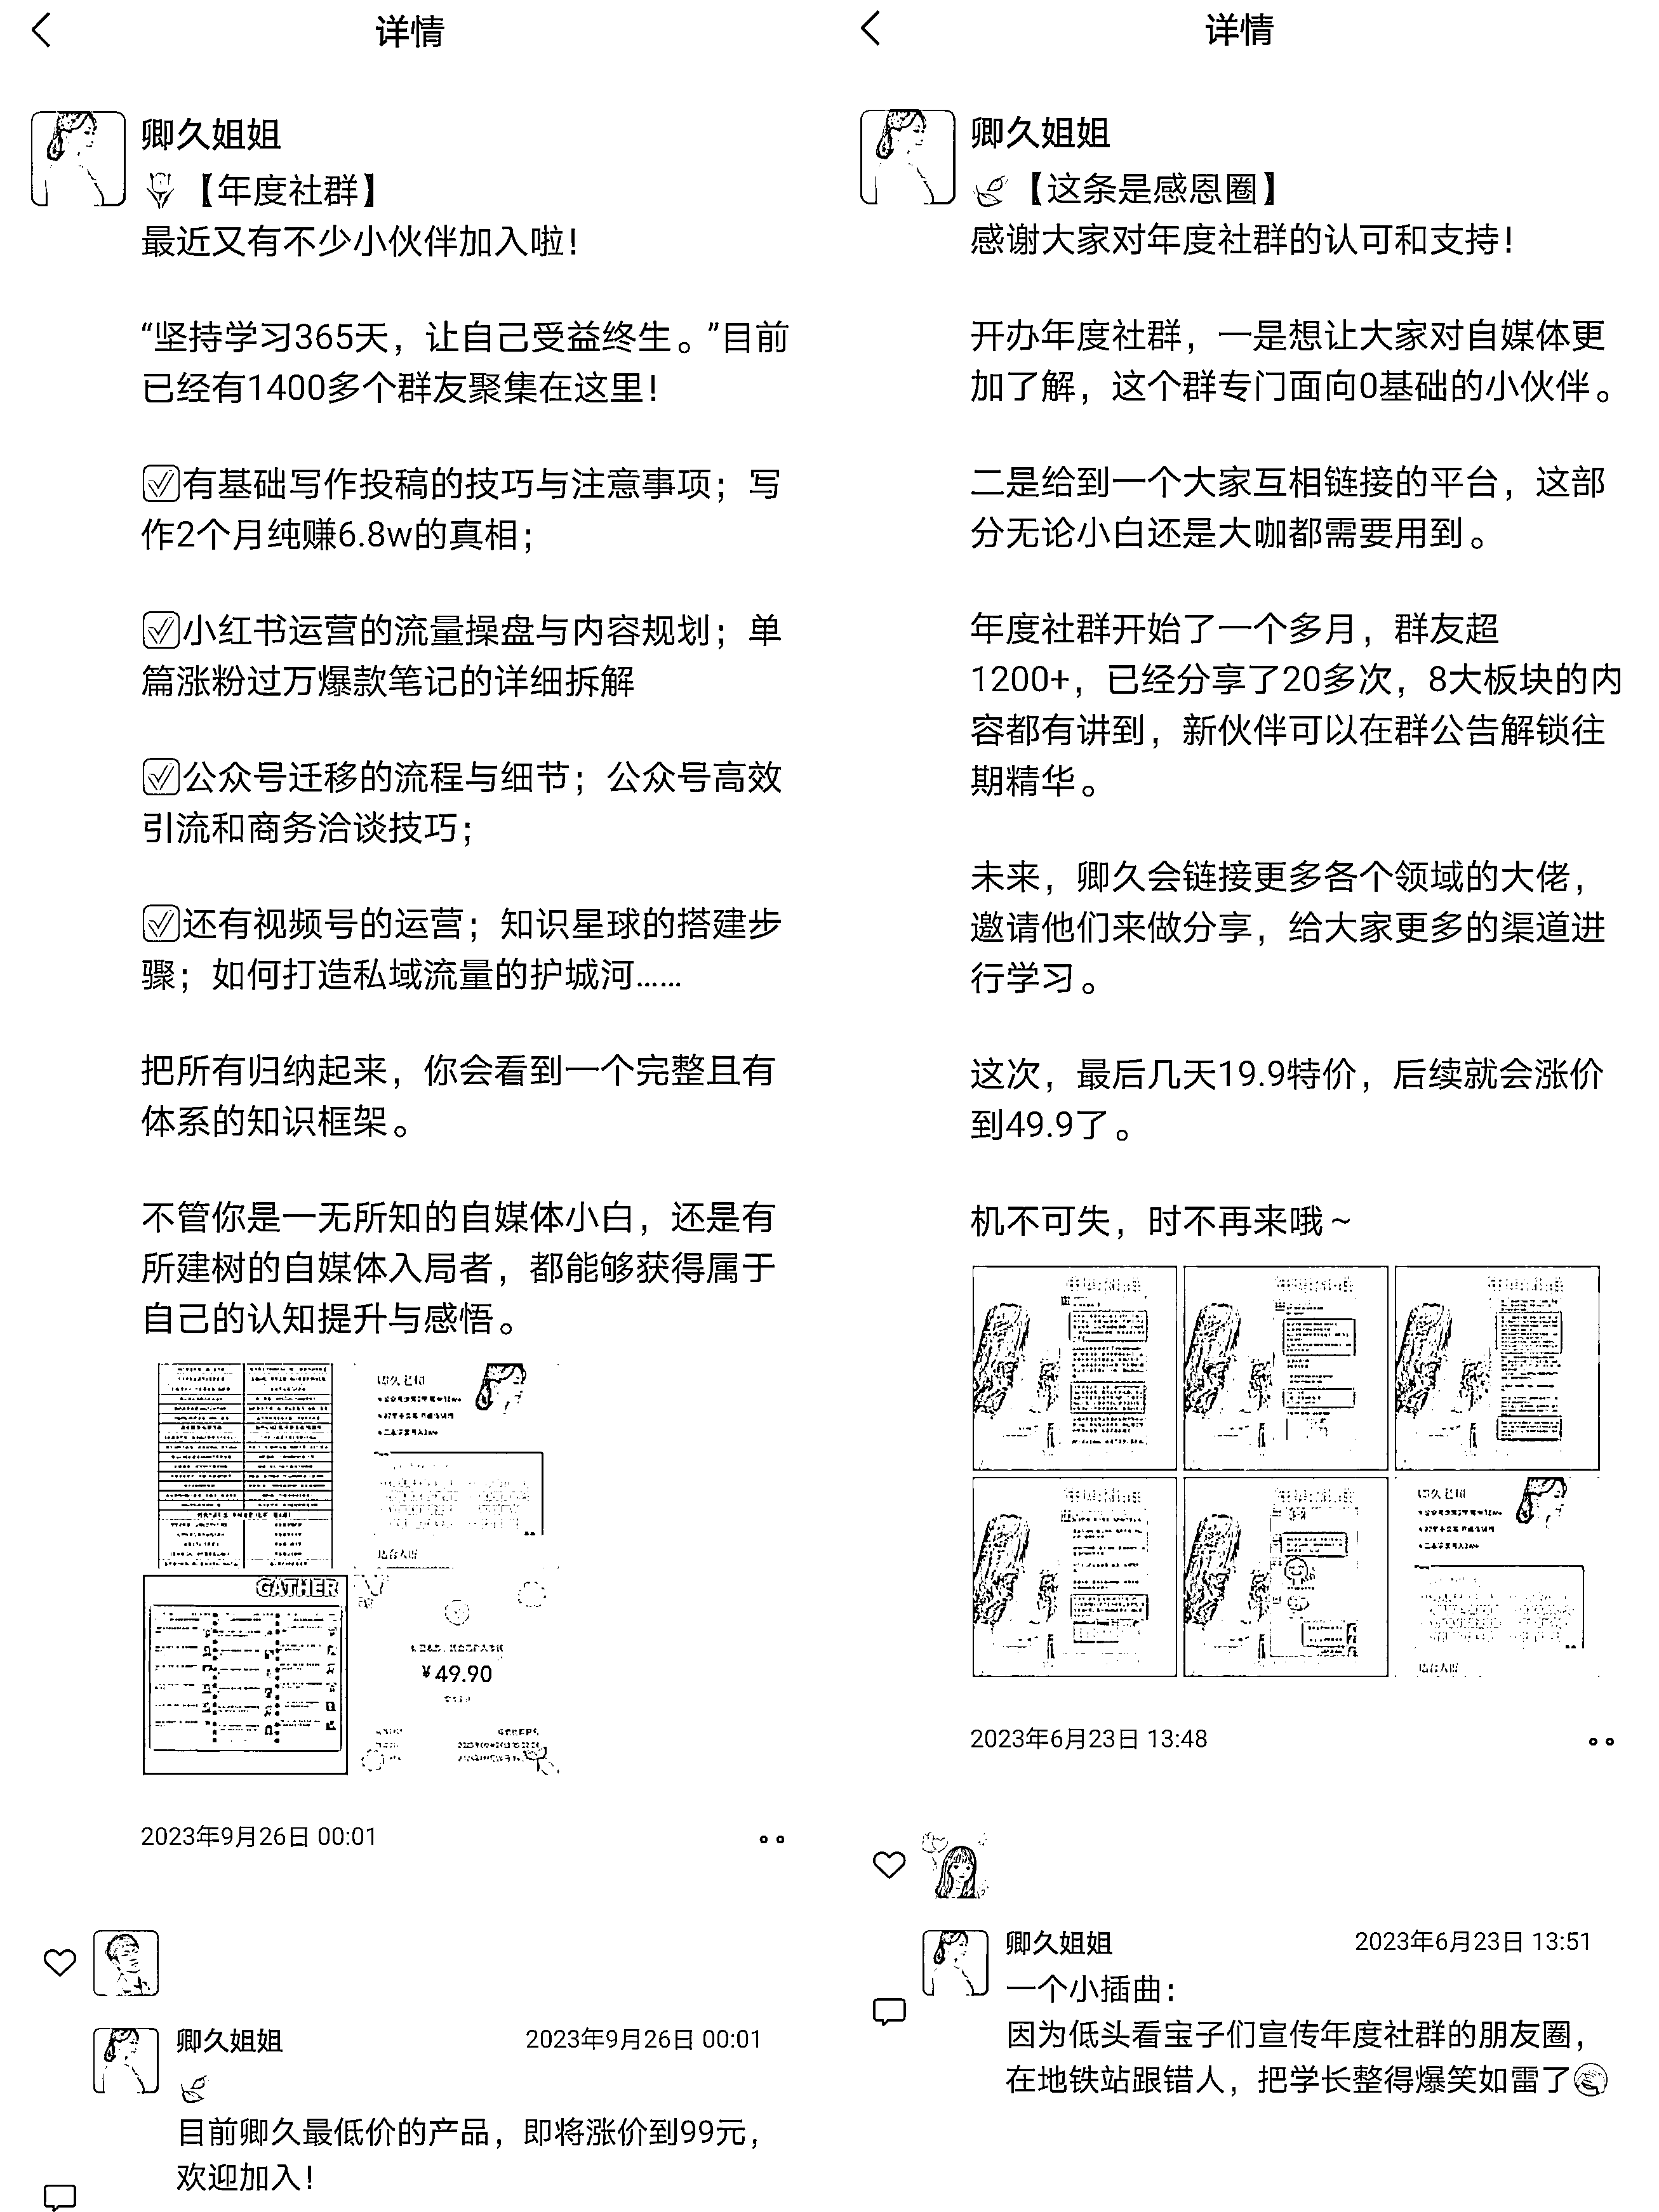 详情
卿久姐姐
【年度社群】
最近又有不少小伙伴加入啦！
“坚持学习365天，让自己受益终生。”目前
已经有1400多个群友聚集在这里！
有基础写作投稿的技巧与注意事项；写
作2个月纯赚6.8w的真相；
小红书运营的流量操盘与内容规划；单
篇涨粉过万爆款笔记的详细拆解
公众号迁移的流程与细节；公众号高效
引流和商务洽谈技巧；
还有视频号的运营；知识星球的搭建步
骤；如何打造私域流量的护城河……
把所有归纳起来，你会看到一个完整且有
体系的知识框架。
不管你是一无所知的自媒体小白，还是有
所建树的自媒体入局者，都能够获得属于
自己的认知提升与感悟。
GATHER
¥49.90
2023年9月26日 00:01
卿久姐姐
2023年9月26日 00:01
目前卿久最低价的产品，即将涨价到99元，
欢迎加入！
详情
卿久姐姐
【这条是感恩圈】
感谢大家对年度社群的认可和支持！
开办年度社群，一是想让大家对自媒体更
加了解，这个群专门面向0基础的小伙伴。
二是给到一个大家互相链接的平台，这部
分无论小白还是大咖都需要用到。
年度社群开始了一个多月，群友超
1200+，已经分享了20多次，8大板块的内
容都有讲到，新伙伴可以在群公告解锁往
期精华。
未来，卿久会链接更多各个领域的大佬，
邀请他们来做分享，给大家更多的渠道进
行学习。
这次，最后几天19.9特价，后续就会涨价
到49.9了。
机不可失，时不再来哦～
2023年6月23日 13:48
卿久姐姐
2023年6月23日 13:51
一个小插曲：
因为低头看宝子们宣传年度社群的朋友圈，
在地铁站跟错人，把学长整得爆笑如雷了